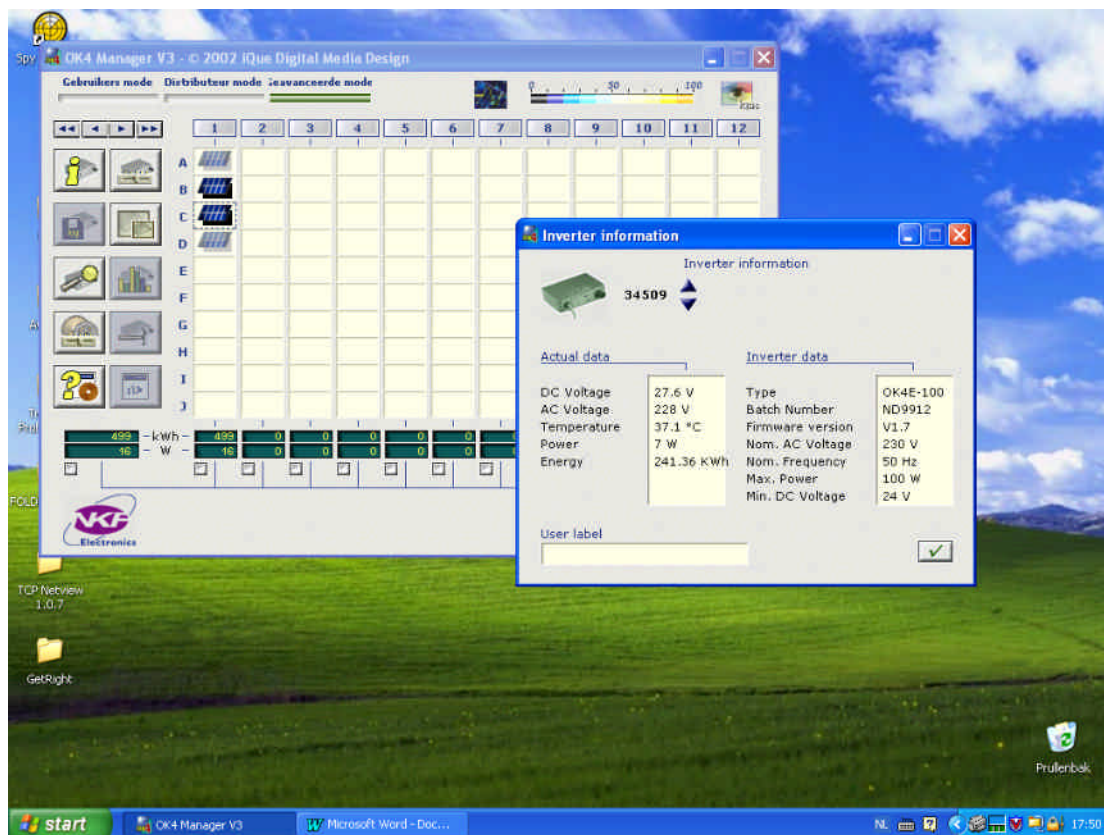 Spy
OK4 Manager V3 - © 2002 iQue Digital Media Design
Gebruikers mode Distributeur mode Geavanceerde mode
0 50 100
1 2 3 4 5 6 7 8 9 10 11 12
A
B
C
D
E
F
G
H
I
J
499 - kWh - 499 0 0 0 0 0
16 - W - 16 0 0 0 0 0
NKF
Electronics
Inverter information
Inverter information
34509
Actual data
DC Voltage 27.6 V
AC Voltage 228 V
Temperature 37.1 °C
Power 7 W
Energy 241.36 KWh
Inverter data
Type OK4E-100
Batch Number ND9912
Firmware version V1.7
Nom. AC Voltage 230 V
Nom. Frequency 50 Hz
Max. Power 100 W
Min. DC Voltage 24 V
User label
FOLD
TCP Netview
1.0.7
GetRight
Prullenbak
start
OK4 Manager V3
Microsoft Word - Doc...
NL
17:50